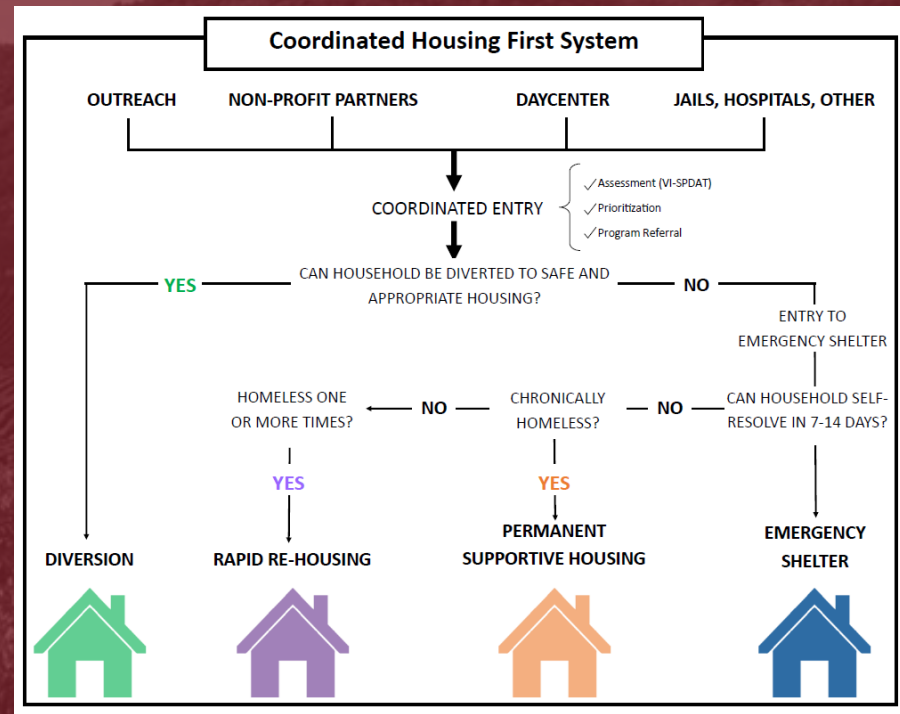 Coordinated Housing First System
OUTREACH
NON-PROFIT PARTNERS
DAYCENTER
JAILS, HOSPITALS, OTHER
COORDINATED ENTRY
✓Assessment (VI-SPDAT)
✓Prioritization
✓Program Referral
CAN HOUSEHOLD BE DIVERTED TO SAFE AND
APPROPRIATE HOUSING?
YES
NO
ENTRY TO
EMERGENCY SHELTER
HOMELESS ONE
OR MORE TIMES?
NO
CHRONICALLY
HOMELESS?
NO
CAN HOUSEHOLD SELF-
RESOLVE IN 7-14 DAYS?
YES
YES
DIVERSION
RAPID RE-HOUSING
PERMANENT
SUPPORTIVE HOUSING
EMERGENCY
SHELTER